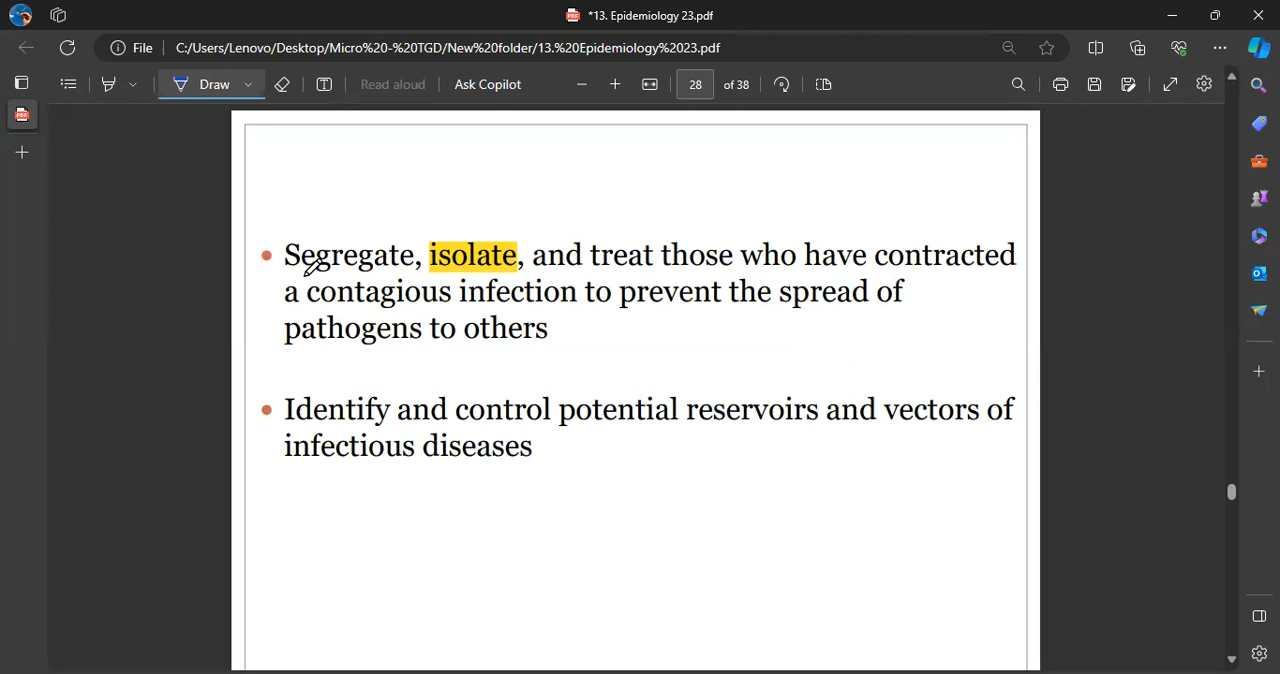 *13. Epidemiology 23.pdf
File
C:/Users/Lenovo/Desktop/Micro%20-%20TGD/New%20folder/13.%20Epidemiology%2023.pdf
Draw
Read aloud
Ask Copilot
28 of 38
• Segregate, isolate, and treat those who have contracted
a contagious infection to prevent the spread of
pathogens to others
• Identify and control potential reservoirs and vectors of
infectious diseases